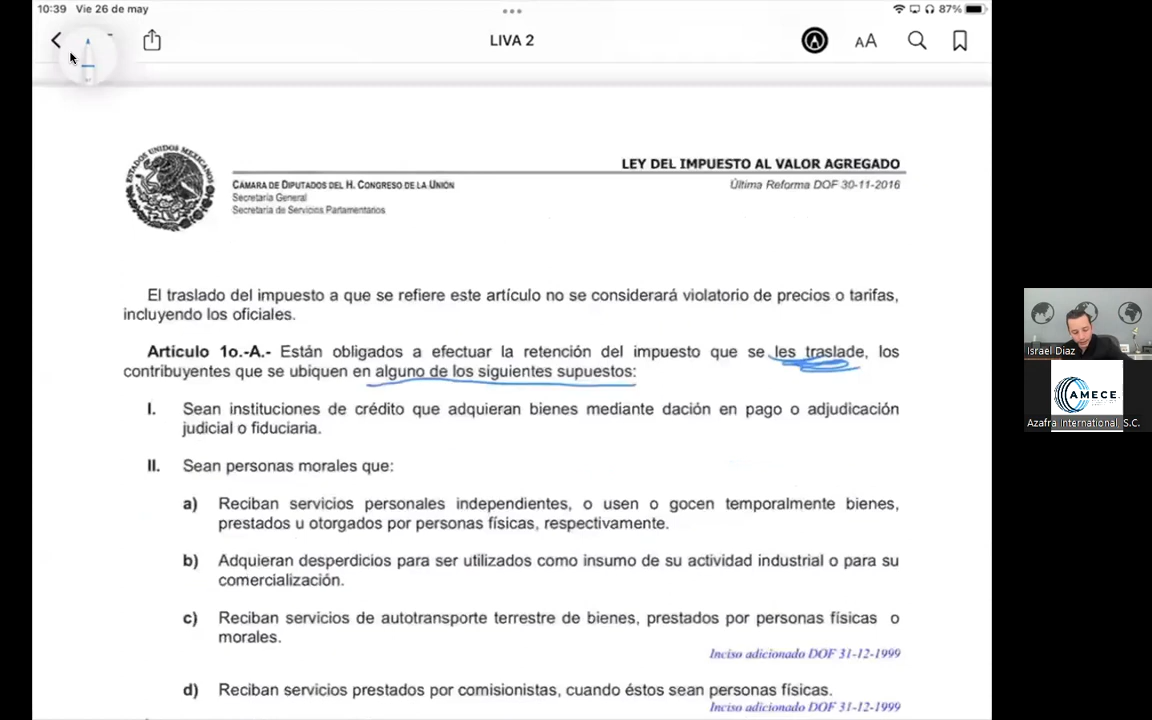 10:39 Vie 26 de may
87%
LIVA 2
AA
LEY DEL IMPUESTO AL VALOR AGREGADO
Última Reforma DOF 30-11-2016
ESTADOS UNIDOS MEXICANOS
CÁMARA DE DIPUTADOS DEL H. CONGRESO DE LA UNIÓN
Secretaría General
Secretaría de Servicios Parlamentarios
El traslado del impuesto a que se refiere este artículo no se considerará violatorio de precios o tarifas,
incluyendo los oficiales.
Artículo 1o.-A.- Están obligados a efectuar la retención del impuesto que se les traslade, los
contribuyentes que se ubiquen en alguno de los siguientes supuestos:
I. Sean instituciones de crédito que adquieran bienes mediante dación en pago o adjudicación
judicial o fiduciaria.
II. Sean personas morales que:
a) Reciban servicios personales independientes, o usen o gocen temporalmente bienes,
prestados u otorgados por personas físicas, respectivamente.
b) Adquieran desperdicios para ser utilizados como insumo de su actividad industrial o para su
comercialización.
c) Reciban servicios de autotransporte terrestre de bienes, prestados por personas físicas o
morales.
Inciso adicionado DOF 31-12-1999
d) Reciban servicios prestados por comisionistas, cuando éstos sean personas físicas.
Inciso adicionado DOF 31-12-1999
Israel Diaz
CAMECE
Azafra International, S.C.